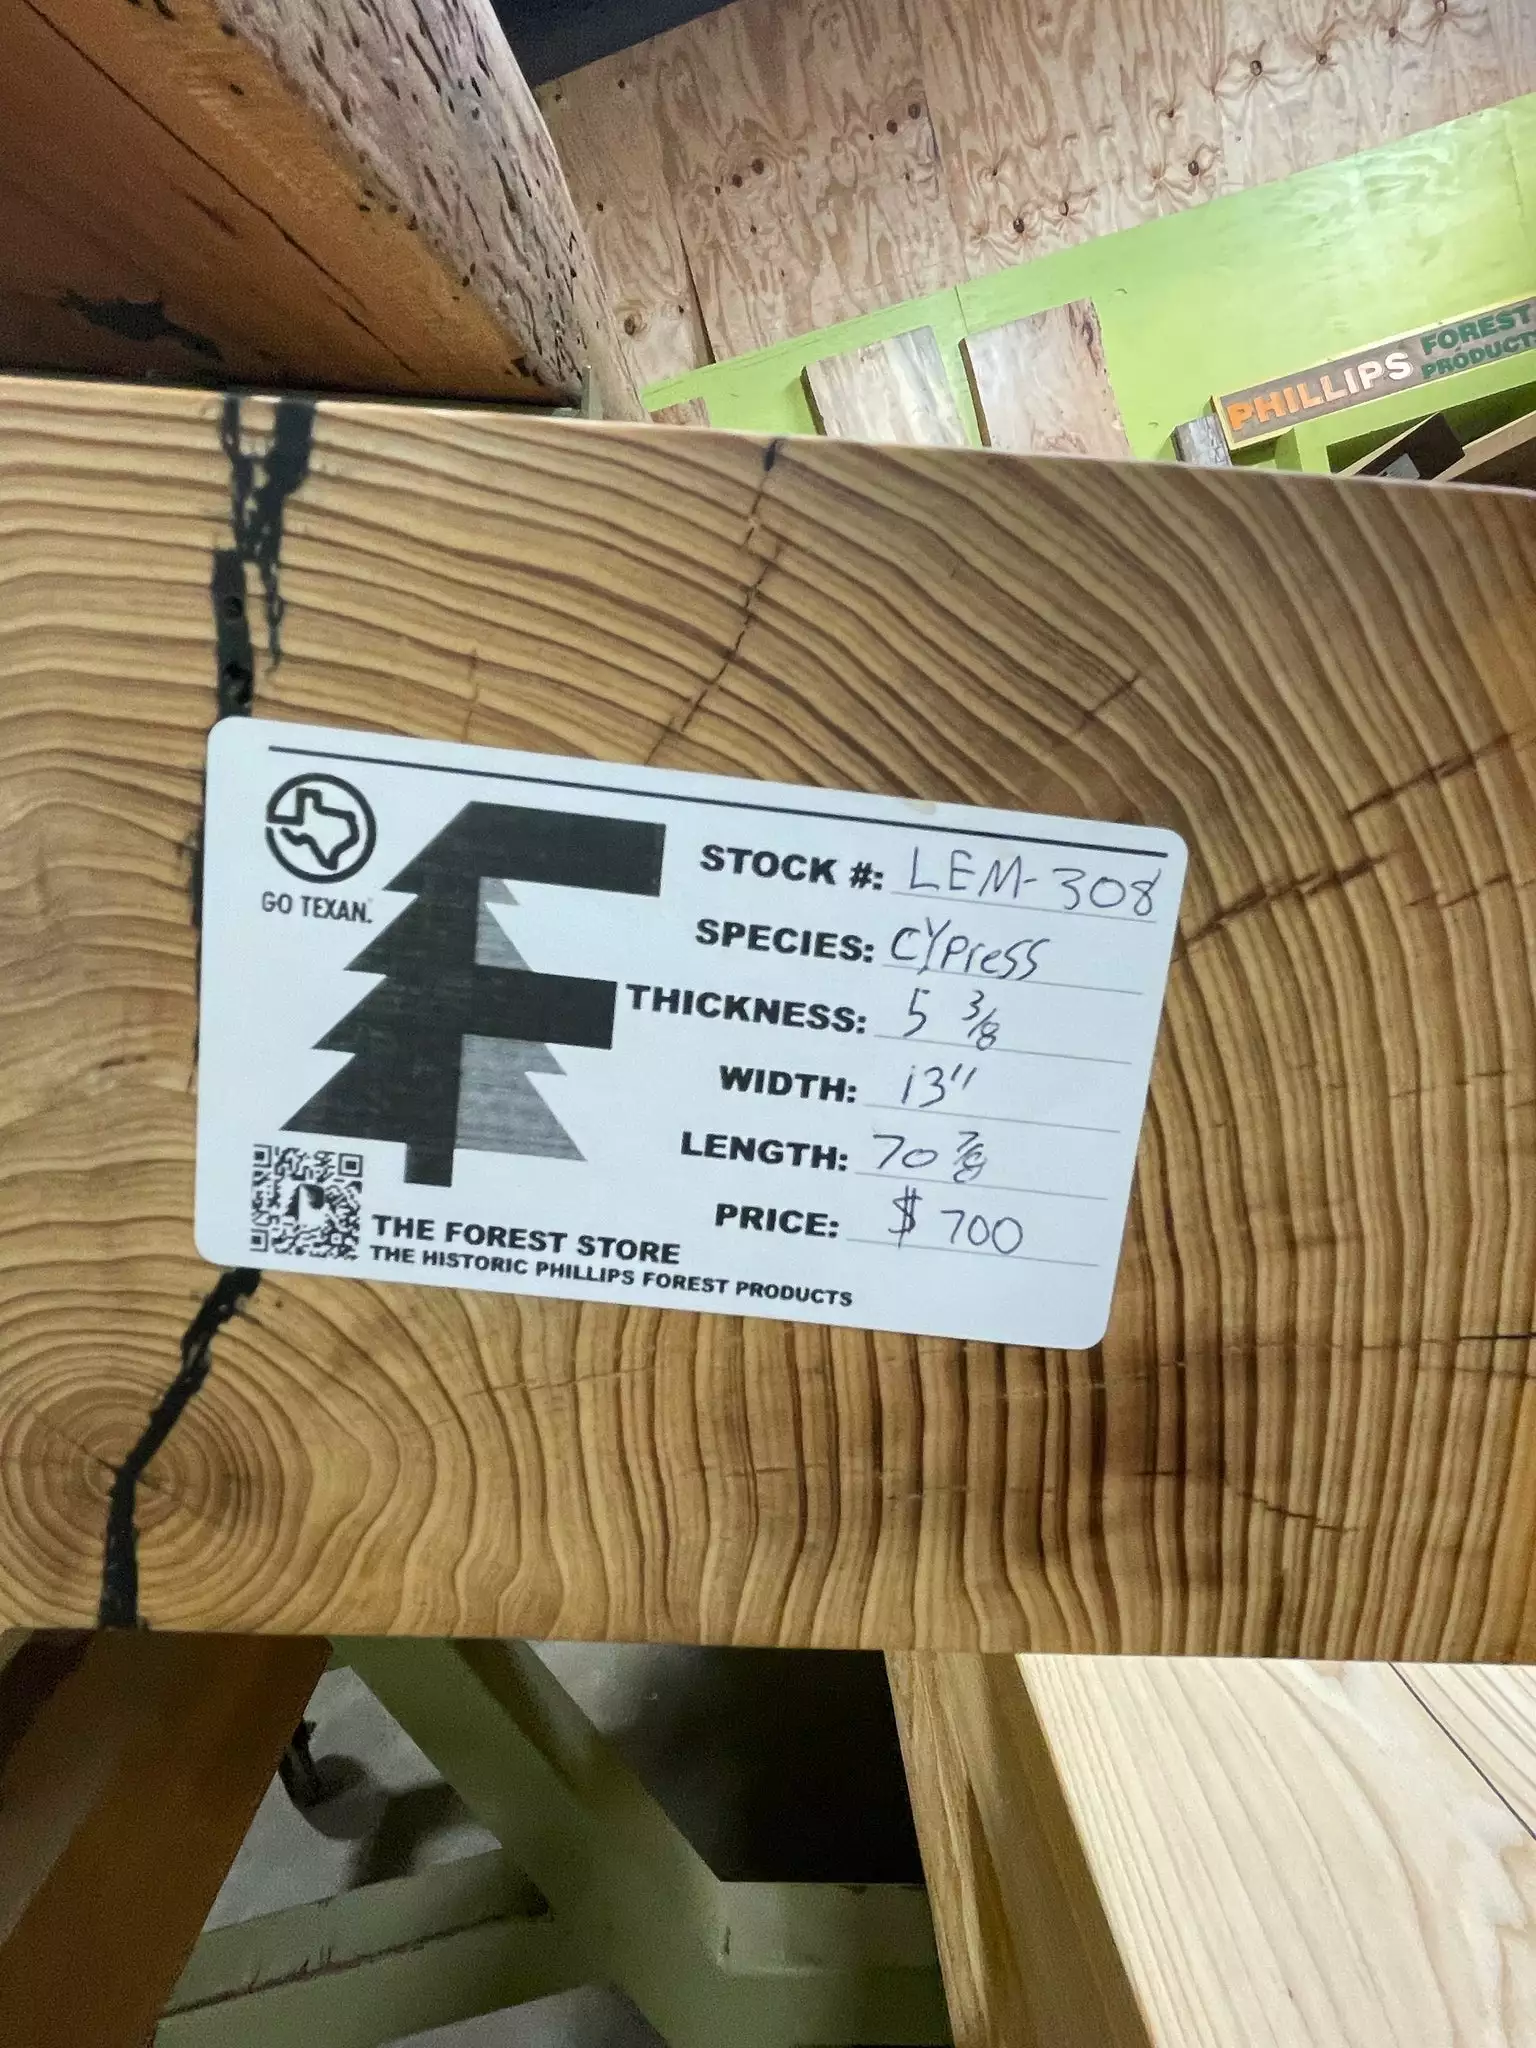 PHILLIPS FOREST PRODUCTS
GO TEXAN.
STOCK #: LEM-308
SPECIES: CYPress
THICKNESS: 5 3/8
WIDTH: 13"
LENGTH: 70 7/8
PRICE: $ 700
THE FOREST STORE
THE HISTORIC PHILLIPS FOREST PRODUCTS